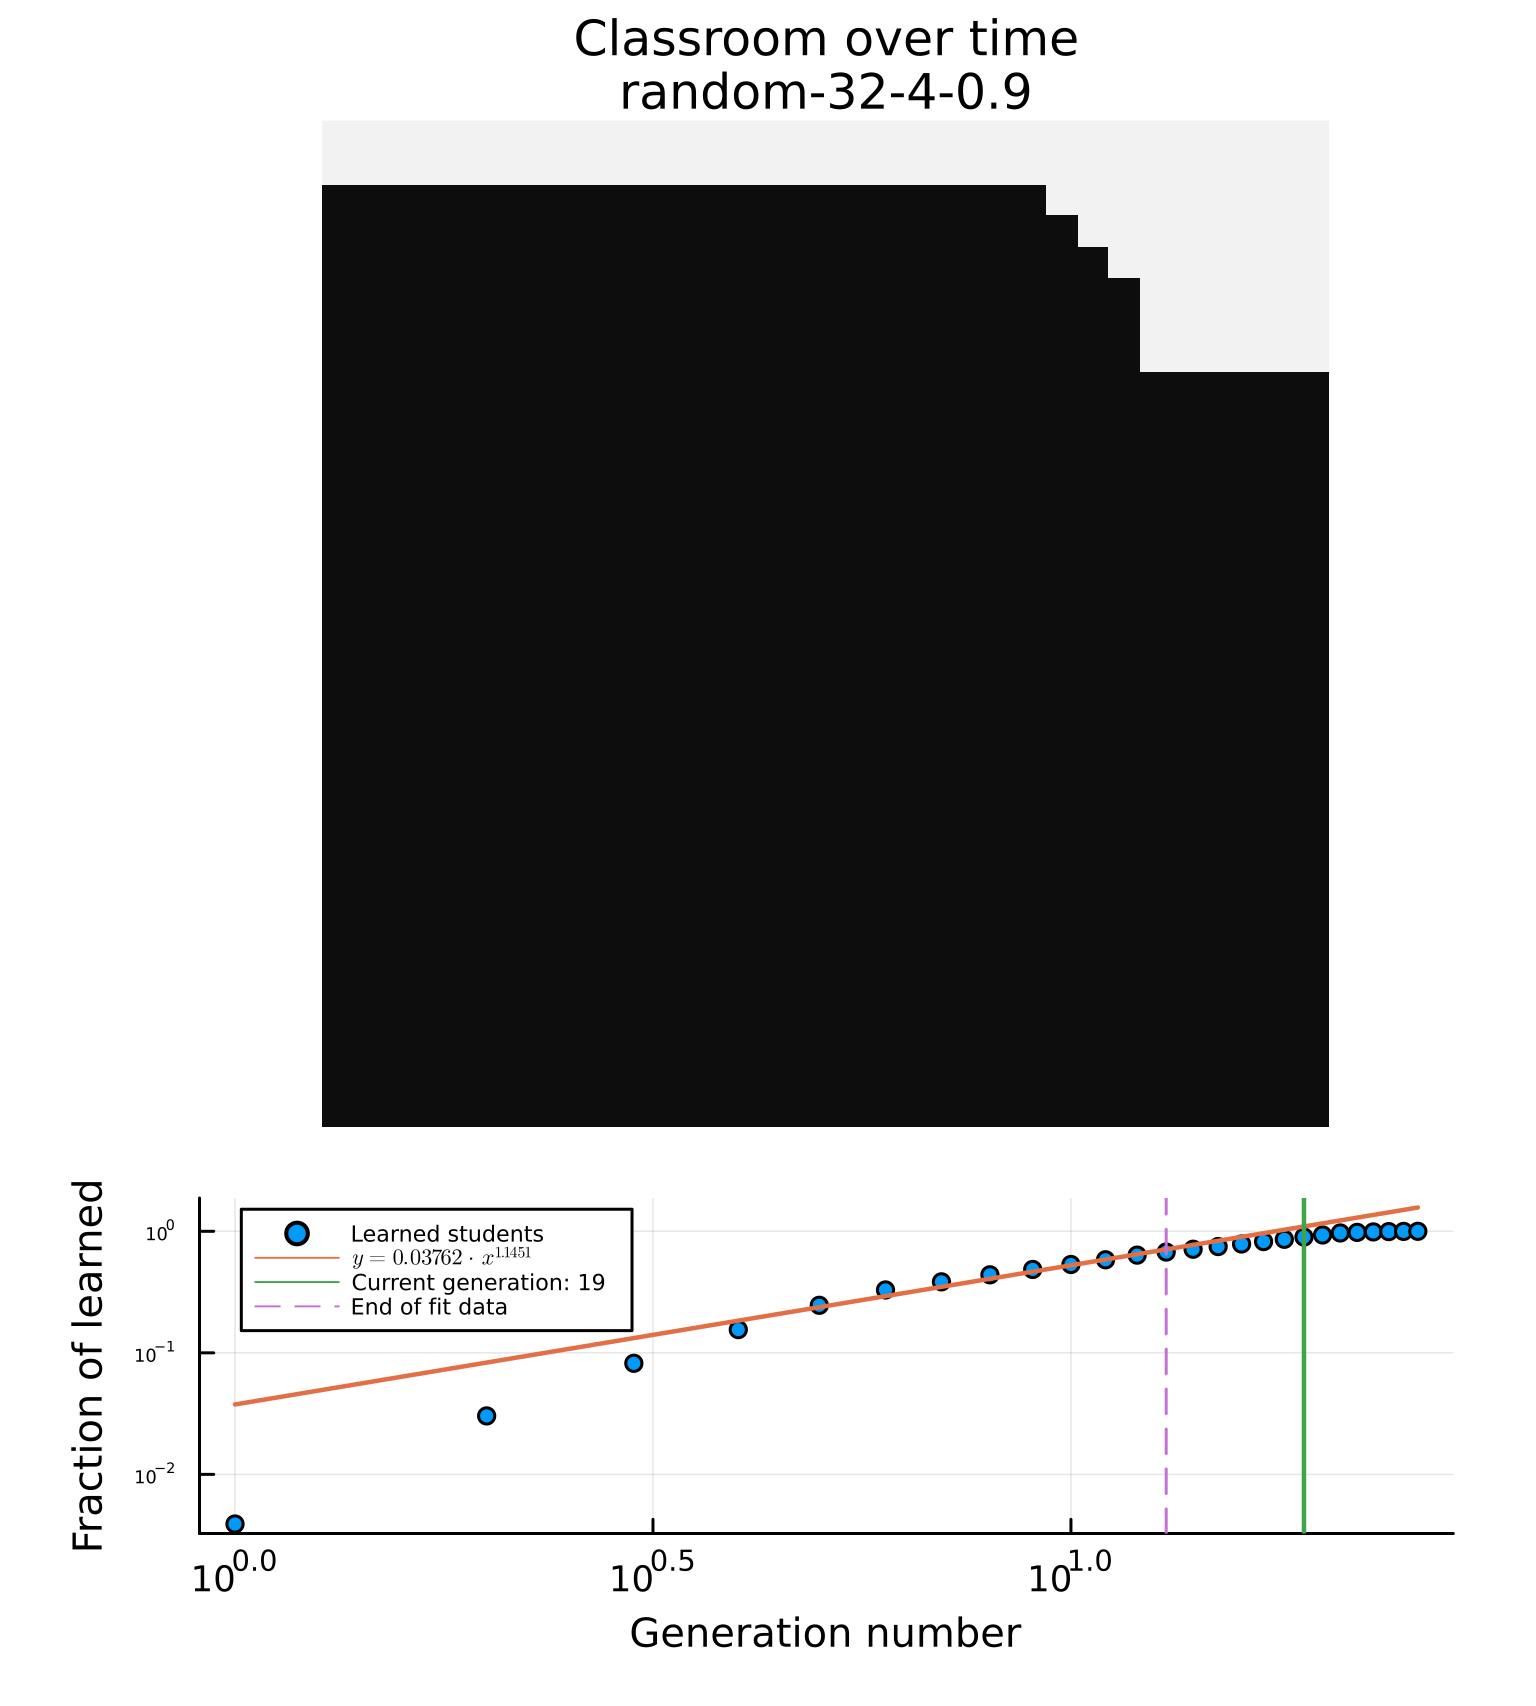 Classroom over time
random-32-4-0.9
Fraction of learned
10⁰
10⁻¹
10⁻²
Learned students
y = 0.03762 · x^1.1451
Current generation: 19
End of fit data
10^0.0
10^0.5
10^1.0
Generation number